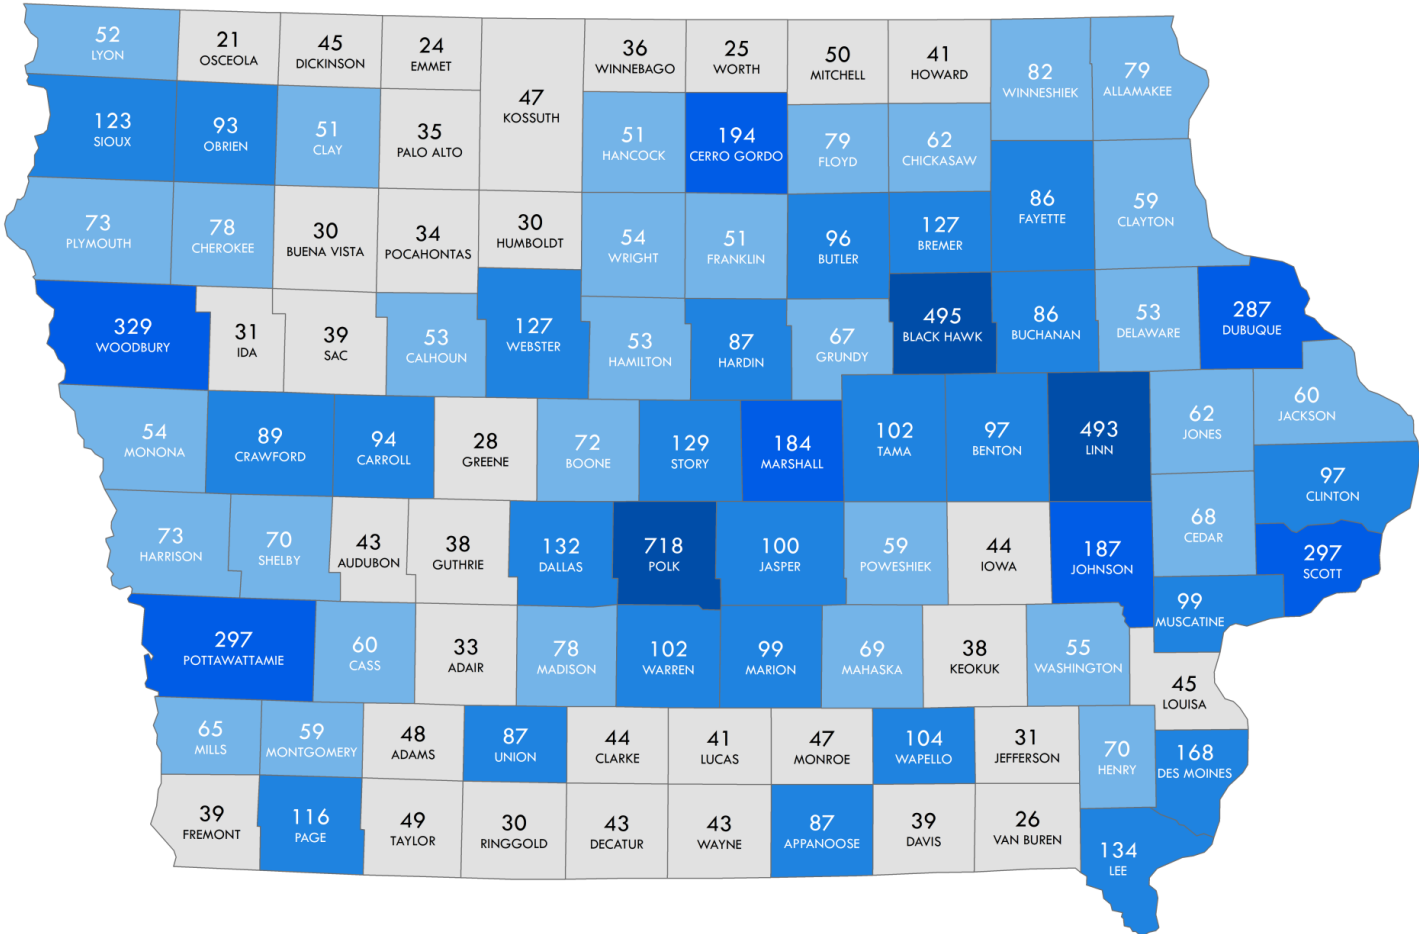 52
LYON
21
OSCEOLA
45
DICKINSON
24
EMMET
47
KOSSUTH
36
WINNEBAGO
25
WORTH
50
MITCHELL
41
HOWARD
82
WINNESHIEK
79
ALLAMAKEE
123
SIOUX
93
OBRIEN
51
CLAY
35
PALO ALTO
51
HANCOCK
194
CERRO GORDO
79
FLOYD
62
CHICKASAW
86
FAYETTE
59
CLAYTON
73
PLYMOUTH
78
CHEROKEE
30
BUENA VISTA
34
POCAHONTAS
30
HUMBOLDT
54
WRIGHT
51
FRANKLIN
96
BUTLER
127
BREMER
329
WOODBURY
31
IDA
39
SAC
53
CALHOUN
127
WEBSTER
53
HAMILTON
87
HARDIN
67
GRUNDY
495
BLACK HAWK
86
BUCHANAN
53
DELAWARE
287
DUBUQUE
54
MONONA
89
CRAWFORD
94
CARROLL
28
GREENE
72
BOONE
129
STORY
184
MARSHALL
102
TAMA
97
BENTON
493
LINN
62
JONES
60
JACKSON
97
CLINTON
73
HARRISON
70
SHELBY
43
AUDUBON
38
GUTHRIE
132
DALLAS
718
POLK
100
JASPER
59
POWESHIEK
44
IOWA
187
JOHNSON
68
CEDAR
297
SCOTT
99
MUSCATINE
297
POTTAWATTAMIE
60
CASS
33
ADAIR
78
MADISON
102
WARREN
99
MARION
69
MAHASKA
38
KEOKUK
55
WASHINGTON
45
LOUISA
65
MILLS
59
MONTGOMERY
48
ADAMS
87
UNION
44
CLARKE
41
LUCAS
47
MONROE
104
WAPELLO
31
JEFFERSON
70
HENRY
168
DES MOINES
39
FREMONT
116
PAGE
49
TAYLOR
30
RINGGOLD
43
DECATUR
43
WAYNE
87
APPANOOSE
39
DAVIS
26
VAN BUREN
134
LEE